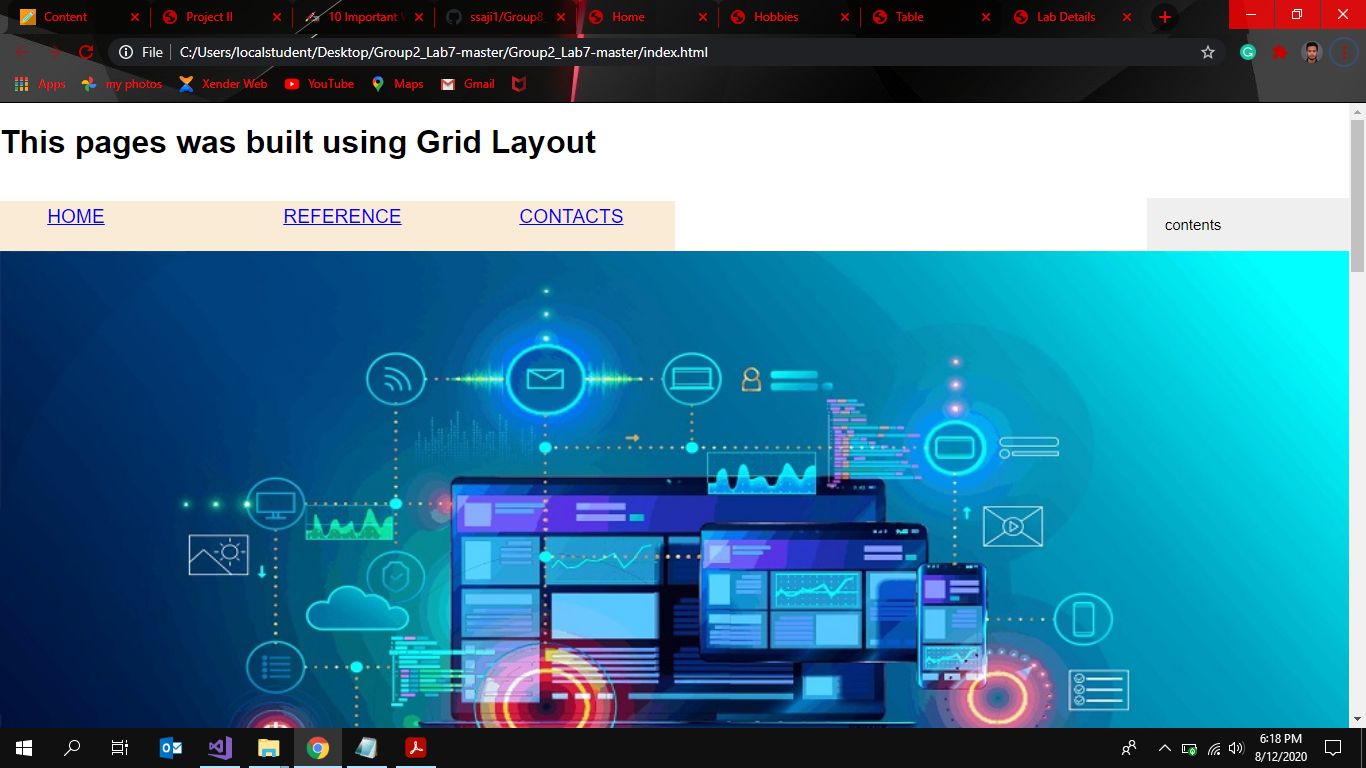 Content
Project II
10 Important
ssaji1/Group8_
Home
Hobbies
Table
Lab Details
File
C:/Users/localstudent/Desktop/Group2_Lab7-master/Group2_Lab7-master/index.html
Apps my photos Xender Web YouTube Maps Gmail
This pages was built using Grid Layout
HOME REFERENCE CONTACTS
contents
6:18 PM
8/12/2020